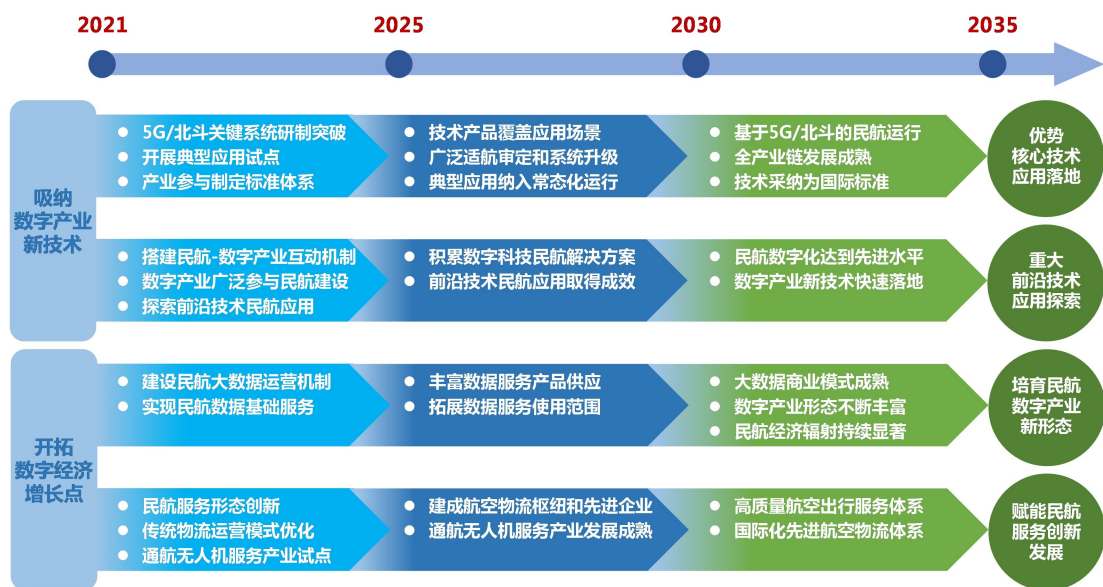 2021
2025
2030
2035
吸纳
数字产业
新技术
5G/北斗关键系统研制突破
开展典型应用试点
产业参与制定标准体系
技术产品覆盖应用场景
广泛适航审定和系统升级
典型应用纳入常态化运行
基于5G/北斗的民航运行
全产业链发展成熟
技术采纳为国际标准
优势
核心技术
应用落地
搭建民航-数字产业互动机制
数字产业广泛参与民航建设
探索前沿技术民航应用
积累数字科技民航解决方案
前沿技术民航应用取得成效
民航数字化达到先进水平
数字产业新技术快速落地
重大
前沿技术
应用探索
开拓
数字经济
增长点
建设民航大数据运营机制
实现民航数据基础服务
丰富数据服务产品供应
拓展数据服务使用范围
大数据商业模式成熟
数字产业形态不断丰富
民航经济辐射持续显著
培育民航
数字产业
新形态
民航服务形态创新
传统物流运营模式优化
通航无人机服务产业试点
建成航空物流枢纽和先进企业
通航无人机服务产业发展成熟
高质量航空出行服务体系
国际化先进航空物流体系
赋能民航
服务创新
发展